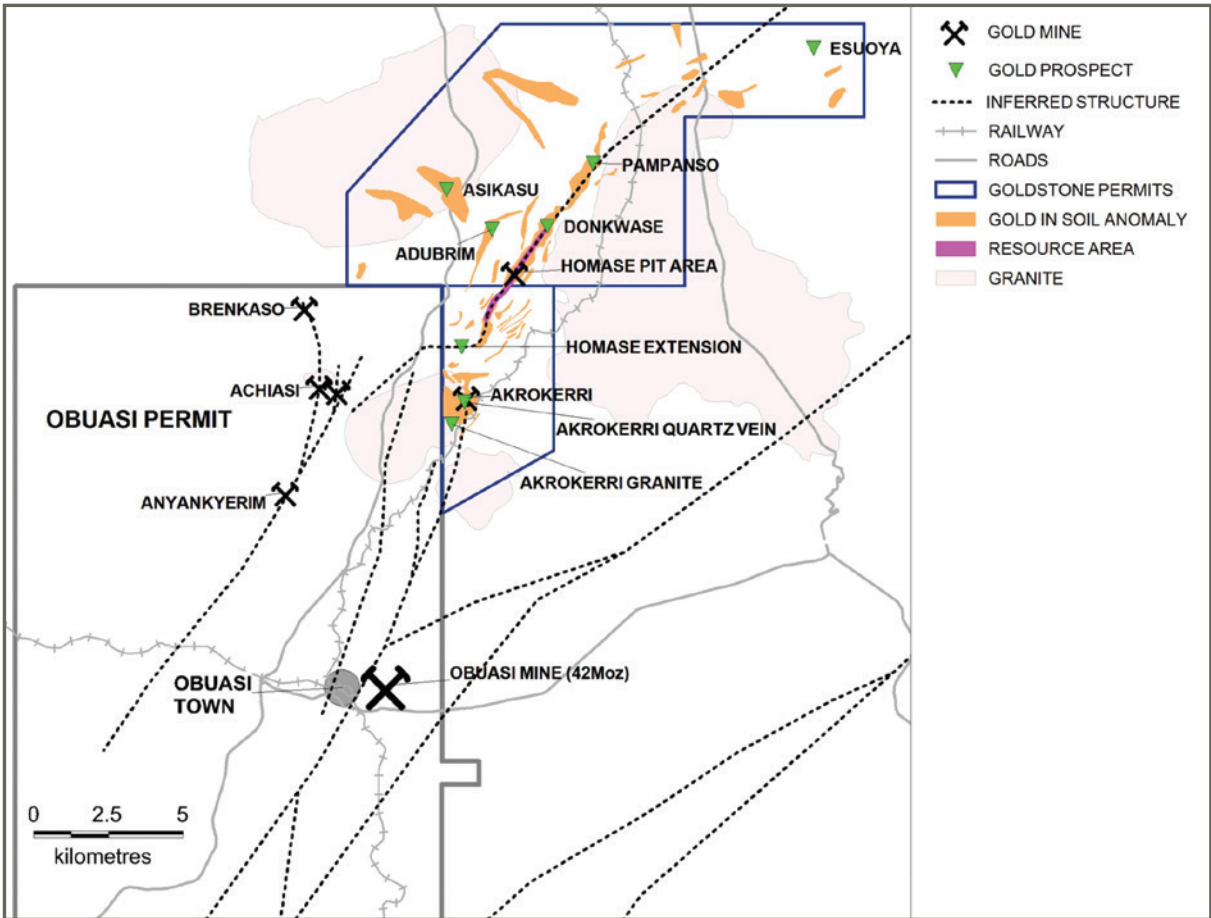 ESUOYA
PAMPANSO
ASIKASU
DONKWASE
ADUBRIM
HOMASE PIT AREA
BRENKASO
HOMASE EXTENSION
ACHIASI
AKROKERRI
OBUASI PERMIT
AKROKERRI QUARTZ VEIN
AKROKERRI GRANITE
ANYANKYERIM
OBUASI MINE (42Moz)
OBUASI
TOWN
0 2.5 5
kilometres
GOLD MINE
GOLD PROSPECT
INFERRED STRUCTURE
RAILWAY
ROADS
GOLDSTONE PERMITS
GOLD IN SOIL ANOMALY
RESOURCE AREA
GRANITE